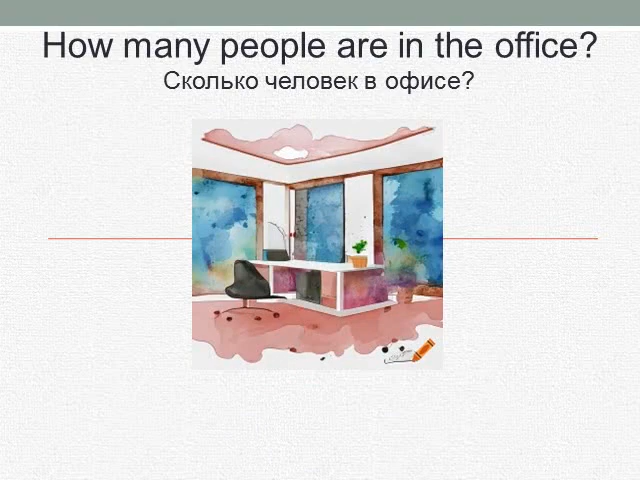 How many people are in the office?
Сколько человек в офисе?